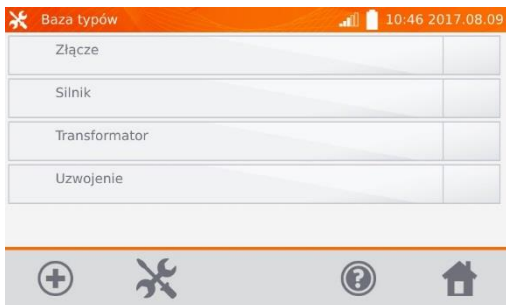 Baza typów 10:46 2017.08.09
Złącze
Silnik
Transformator
Uzwojenie